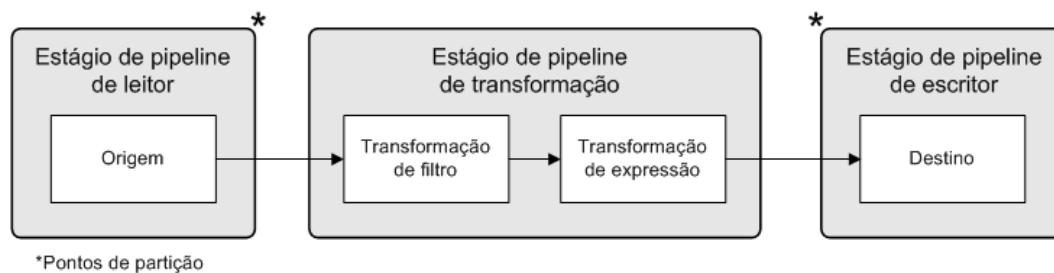 *
*
Estágio de pipeline
de leitor
Origem
Estágio de pipeline
de transformação
Transformação
de filtro
Transformação
de expressão
Estágio de pipeline
de escritor
Destino
*Pontos de partição